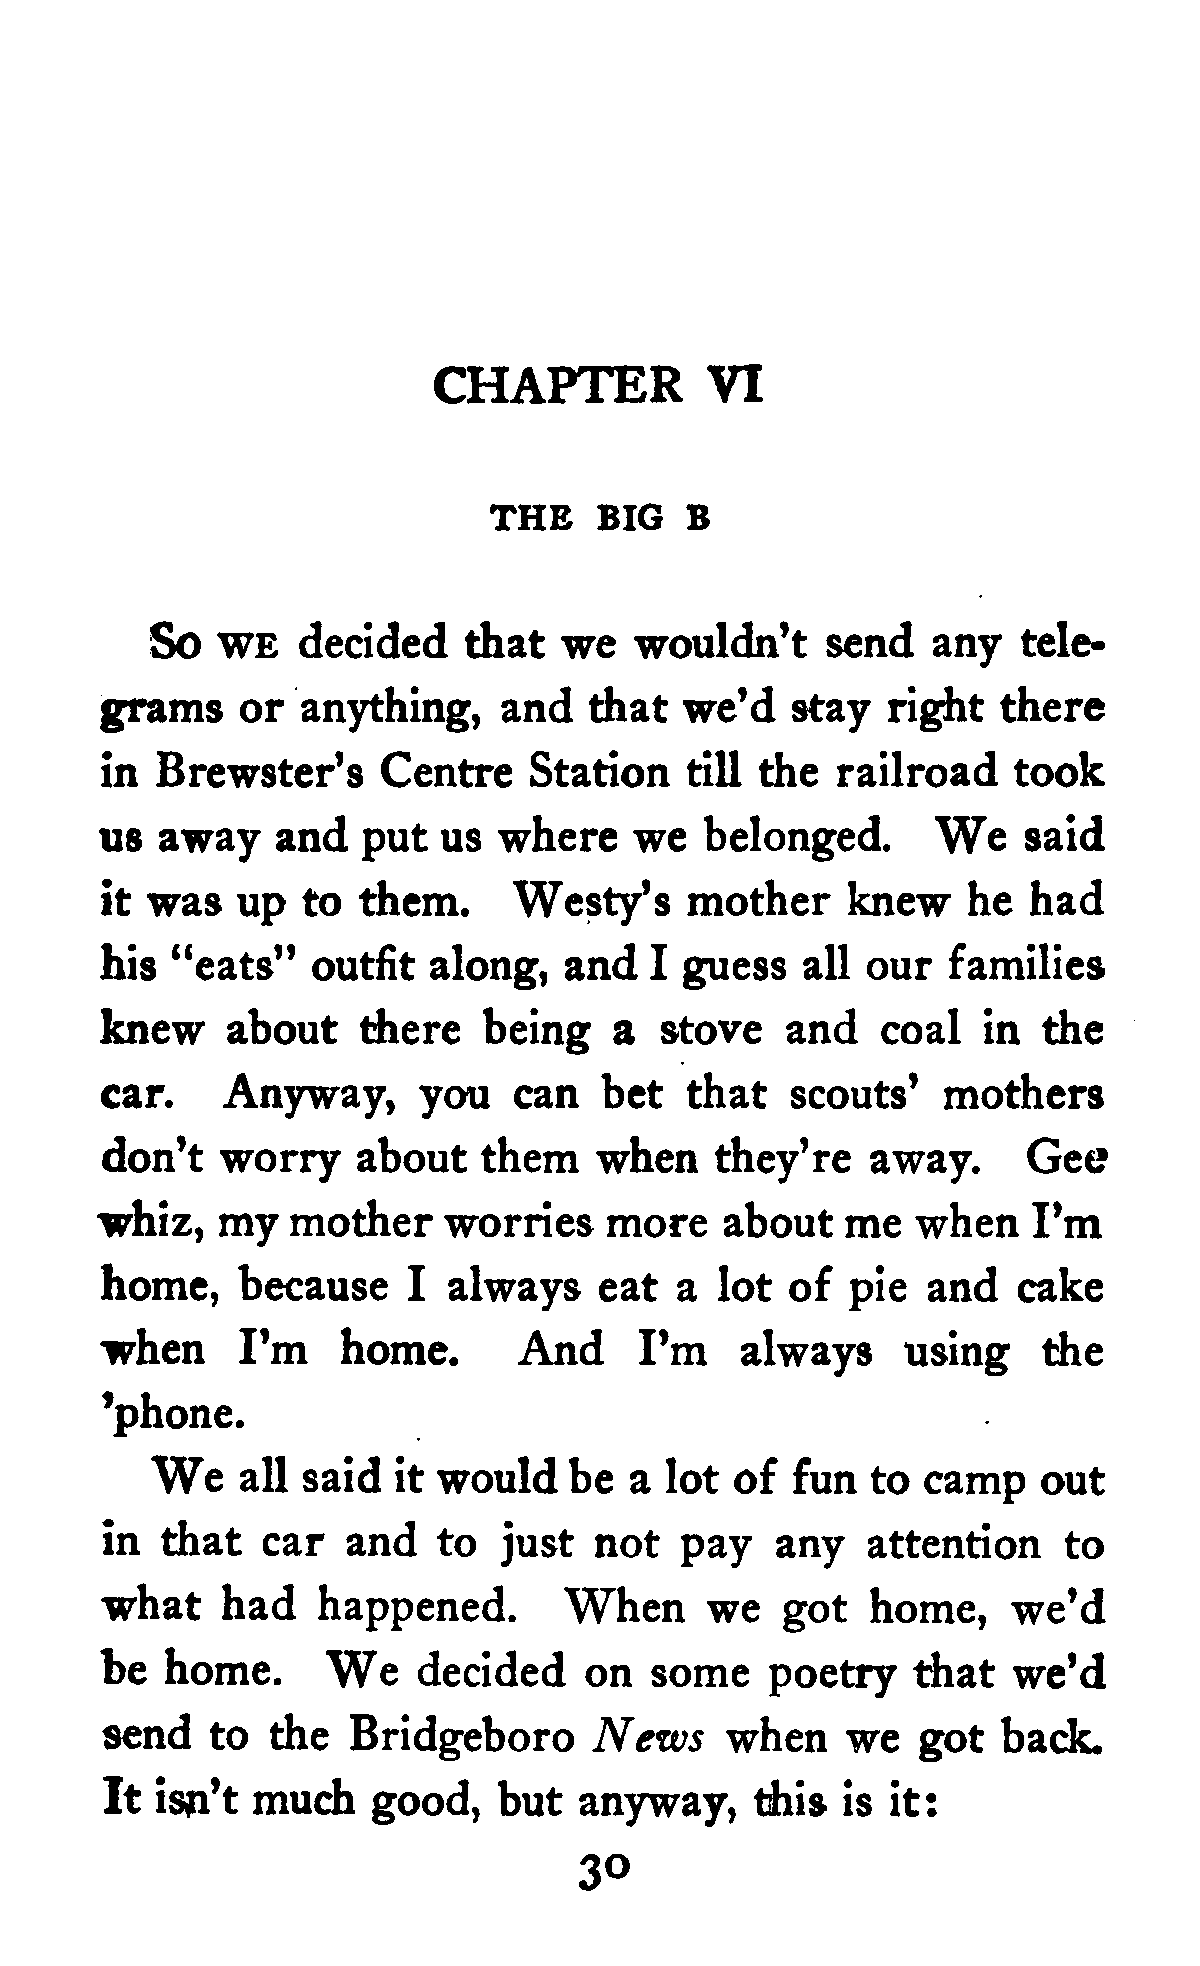 CHAPTER VI
THE BIG B
So WE decided that we wouldn't send any tele-
grams or anything, and that we'd stay right there
in Brewster's Centre Station till the railroad took
us away and put us where we belonged. We said
it was up to them. Westy's mother knew he had
his "eats" outfit along, and I guess all our families
knew about there being a stove and coal in the
car. Anyway, you can bet that scouts' mothers
don't worry about them when they're away. Gee
whiz, my mother worries more about me when I'm
home, because I always eat a lot of pie and cake
when I'm home. And I'm always using the
'phone.
We all said it would be a lot of fun to camp out
in that car and to just not pay any attention to
what had happened. When we got home, we'd
be home. We decided on some poetry that we'd
send to the Bridgeboro News when we got back.
It isn't much good, but anyway, this is it:
30